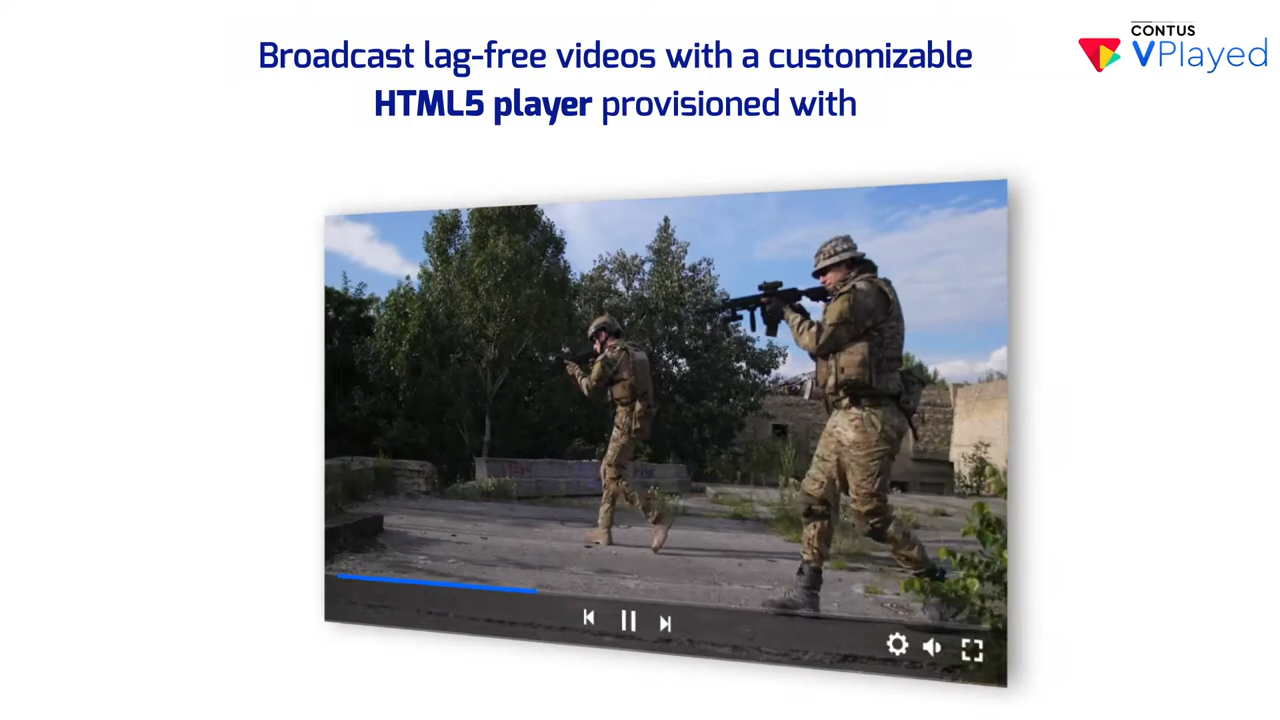 Broadcast lag-free videos with a customizable
HTML5 player provisioned with
CONTUS
VPlayed